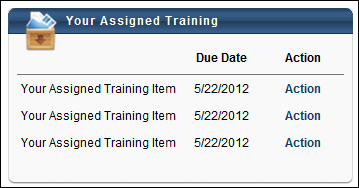 Your Assigned Training
Due Date Action
Your Assigned Training Item 5/22/2012 Action
Your Assigned Training Item 5/22/2012 Action
Your Assigned Training Item 5/22/2012 Action